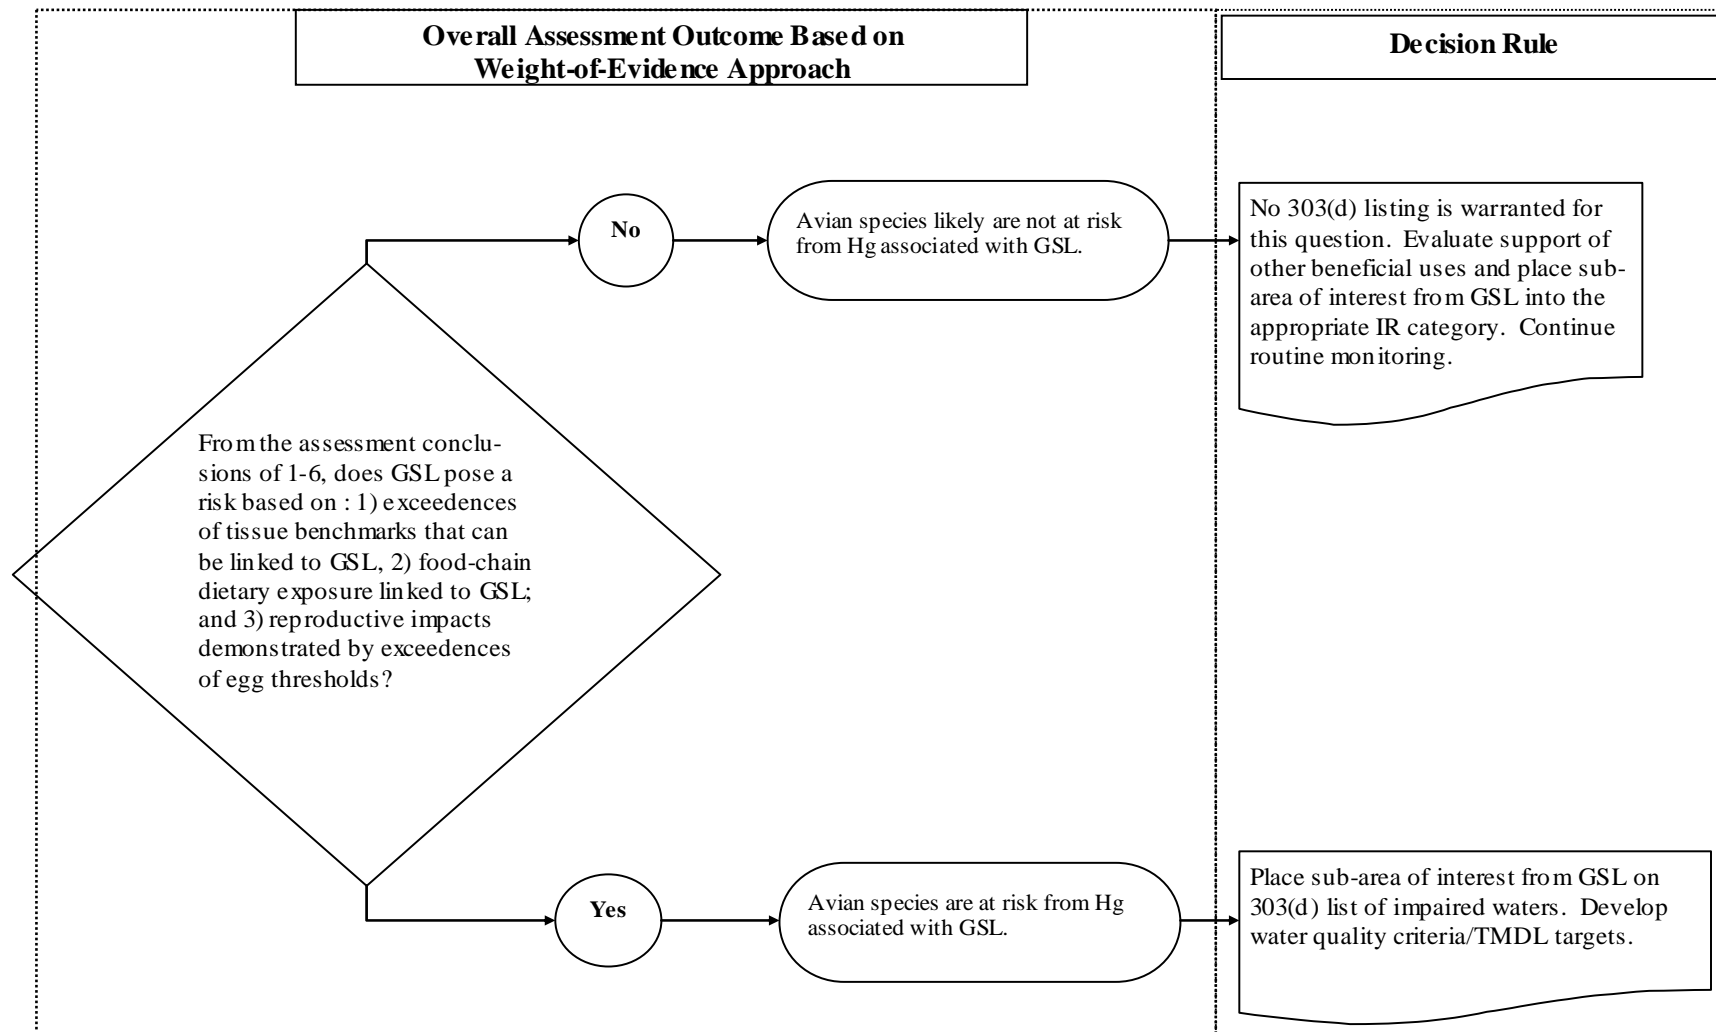 Overall Assessment Outcome Based on
Weight-of-Evidence Approach
Decision Rule
No
Avian species likely are not at risk
from Hg associated with GSL.
No 303(d) listing is warranted for
this question. Evaluate support of
other beneficial uses and place sub-
area of interest from GSL into the
appropriate IR category. Continue
routine monitoring.
From the assessment conclu-
sions of 1-6, does GSL pose a
risk based on : 1) exceedences
of tissue benchmarks that can
be linked to GSL, 2) food-chain
dietary exposure linked to GSL;
and 3) reproductive impacts
demonstrated by exceedences
of egg thresholds?
Yes
Avian species are at risk from Hg
associated with GSL.
Place sub-area of interest from GSL on
303(d) list of impaired waters. Develop
water quality criteria/TMDL targets.